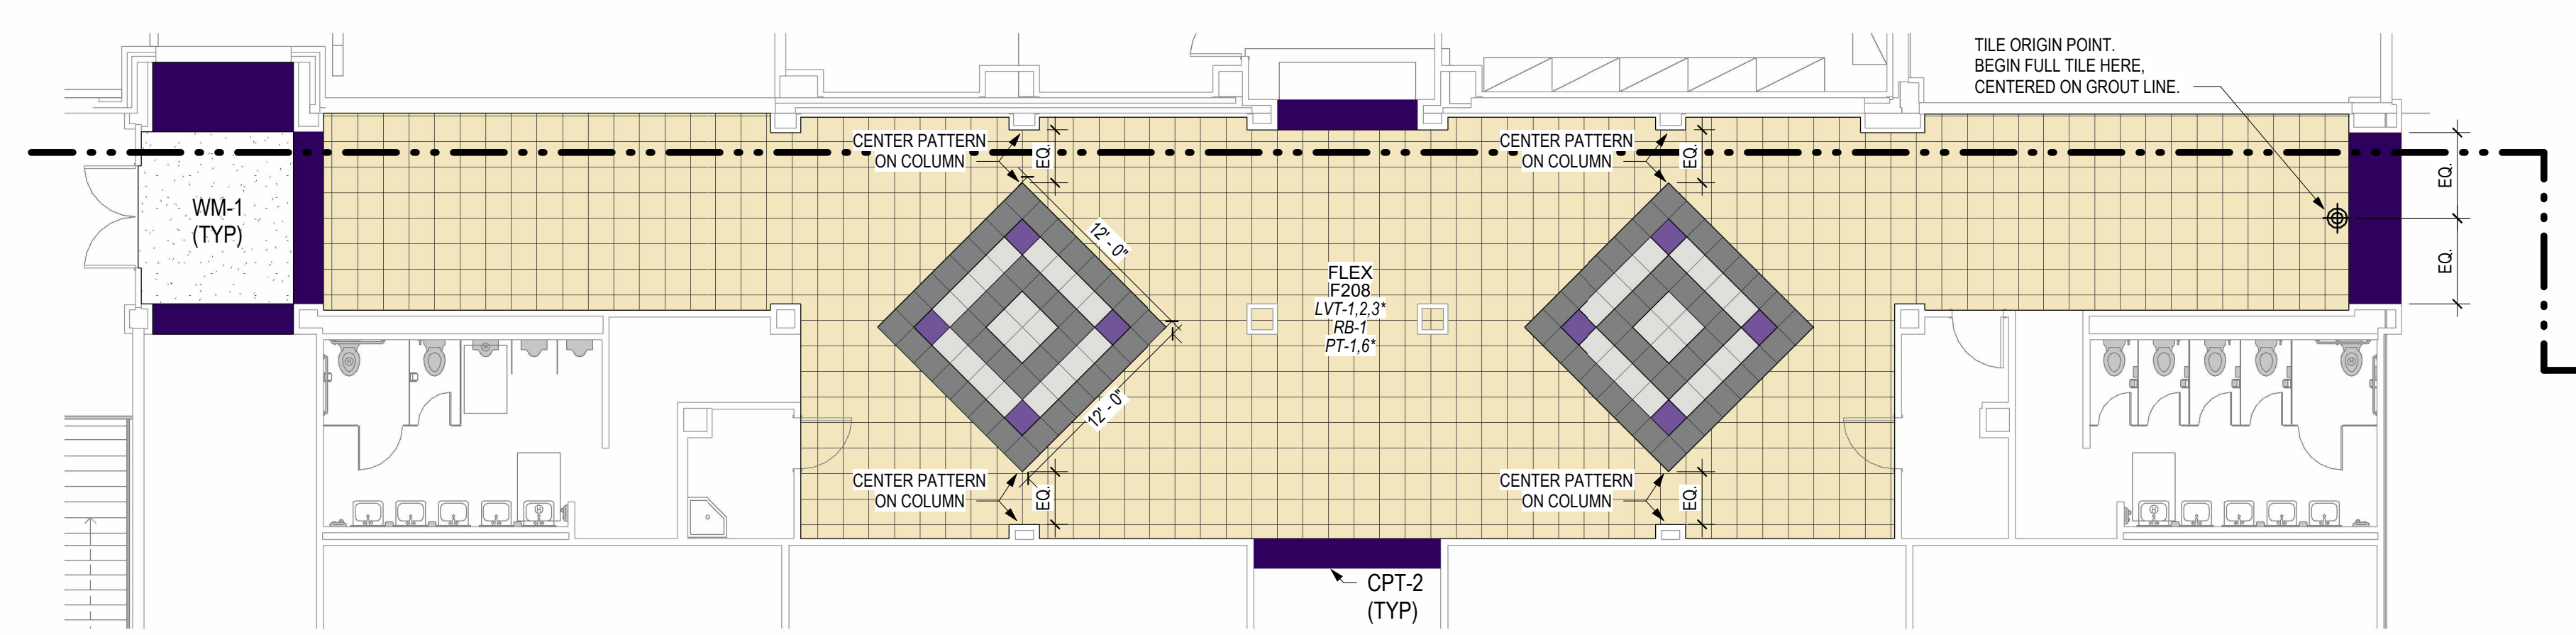 TILE ORIGIN POINT.
BEGIN FULL TILE HERE,
CENTERED ON GROUT LINE.
CENTER PATTERN
ON COLUMN
EQ.
CENTER PATTERN
ON COLUMN
EQ.
EQ.
WM-1
(TYP)
12' - 0"
EQ.
FLEX
F208
LVT-1,2,3*
RB-1
PT-1,6*
12' - 0"
CENTER PATTERN
ON COLUMN
EQ.
CENTER PATTERN
ON COLUMN
EQ.
CPT-2
(TYP)